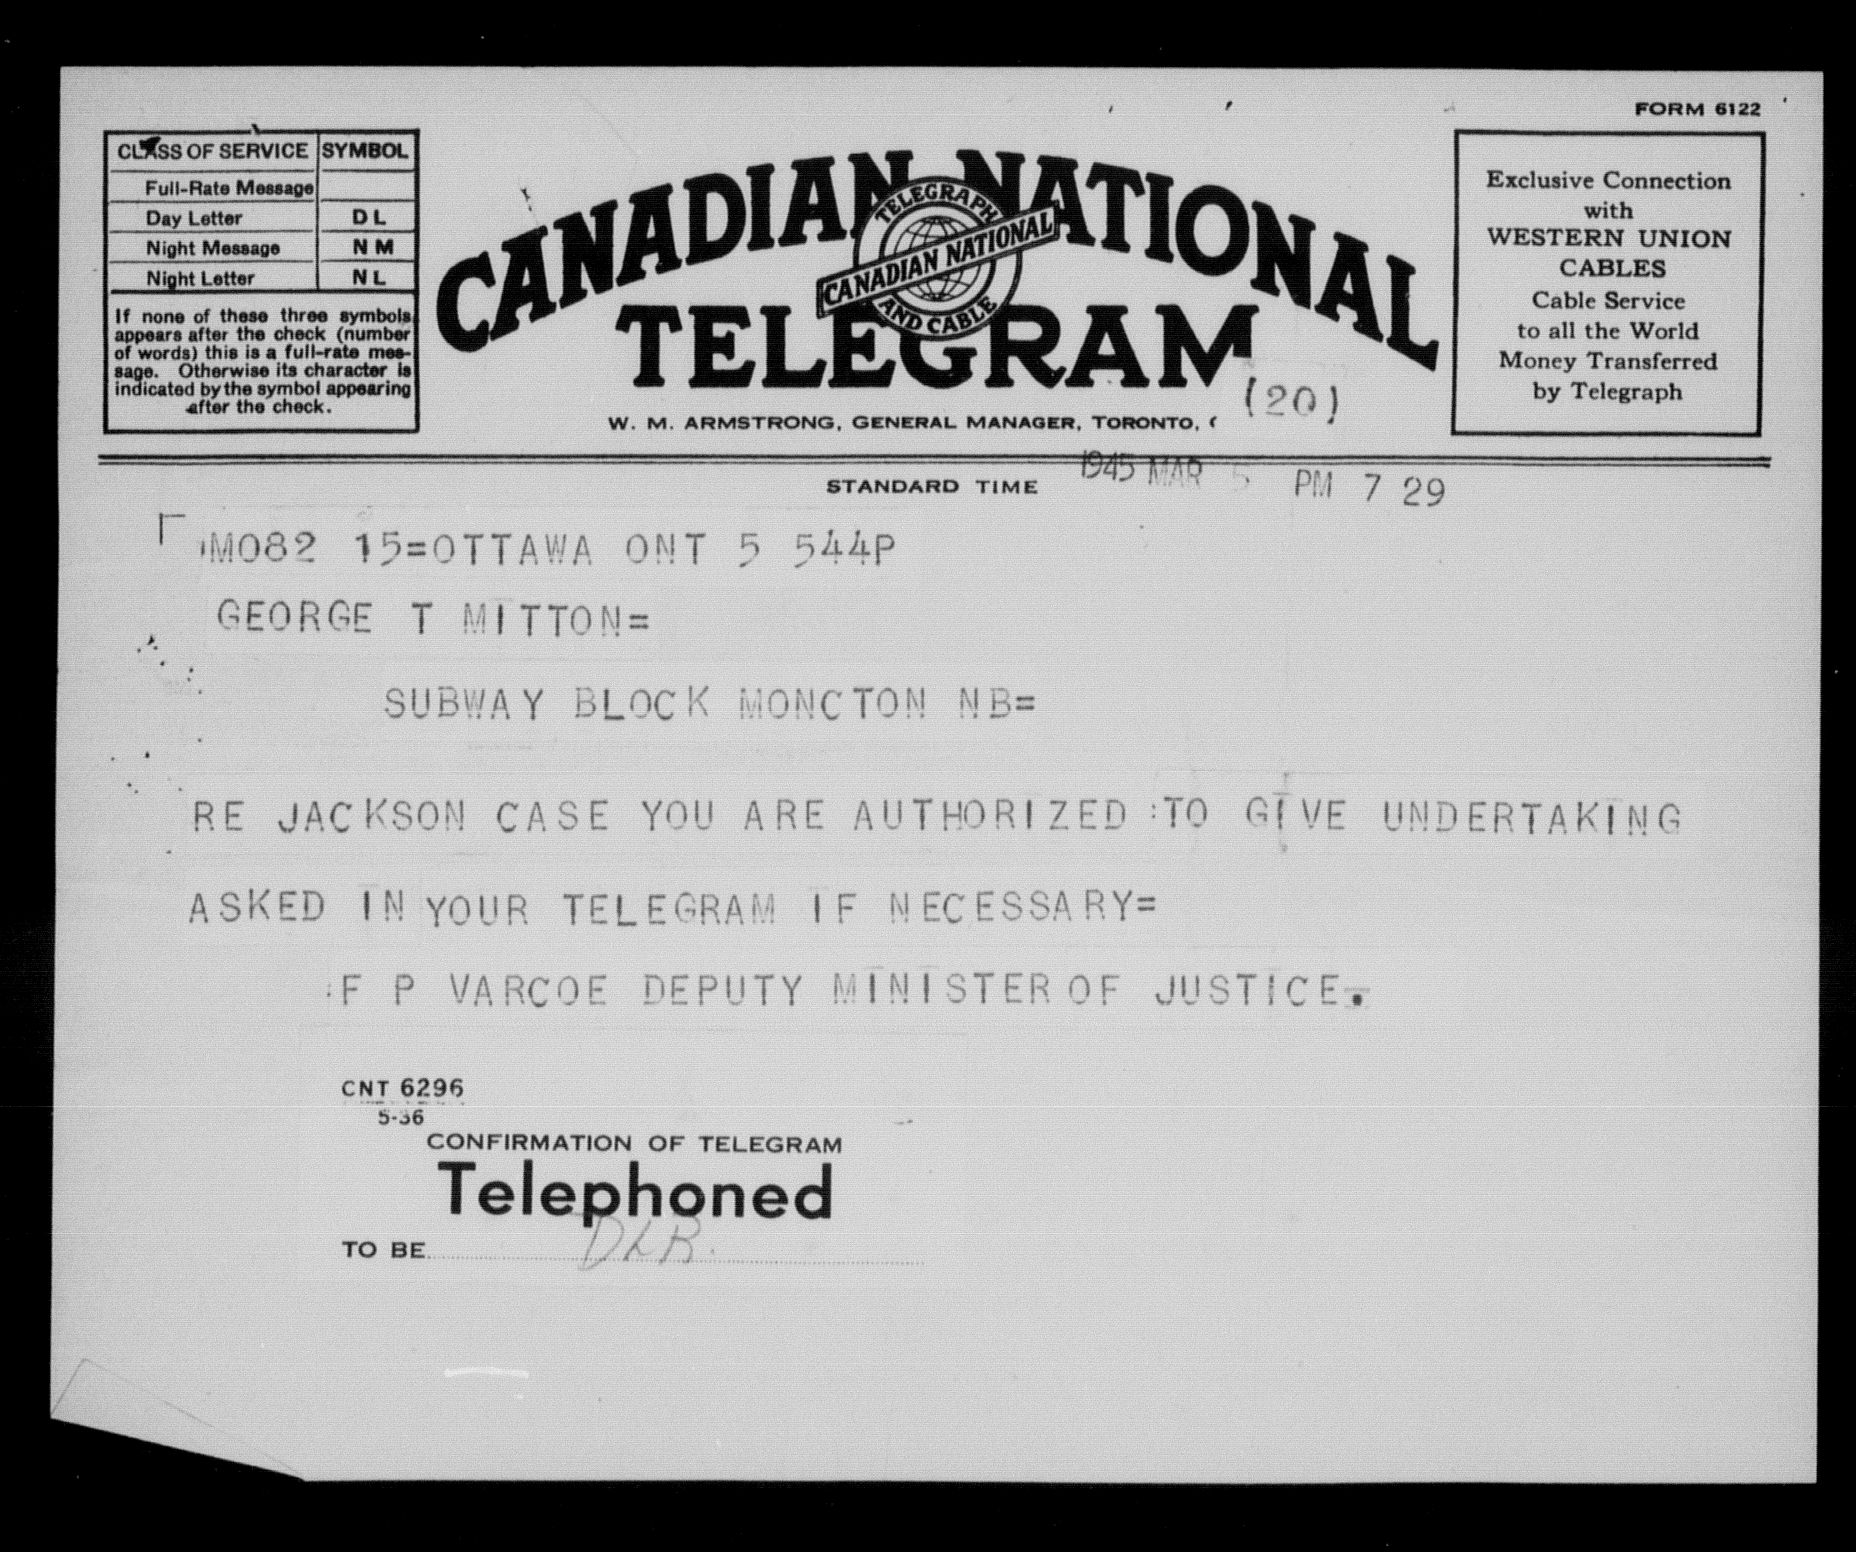 FORM 6122
CLASS OF SERVICE SYMBOL
Full-Rate Message
Day Letter D L
Night Message N M
Night Letter N L
If none of these three symbols
appears after the check (number
of words) this is a full-rate mes-
sage. Otherwise its character is
indicated by the symbol appearing
after the check.
CANADIAN NATIONAL
TELEGRAPH
CANADIAN NATIONAL
AND CABLE
TELEGRAM
(20)
W. M. ARMSTRONG, GENERAL MANAGER, TORONTO,
Exclusive Connection
with
WESTERN UNION
CABLES
Cable Service
to all the World
Money Transferred
by Telegraph
1945 MAR 5 PM 7 29
STANDARD TIME
MO82 15=OTTAWA ONT 5 544P
GEORGE T MITTON=
SUBWAY BLOCK MONCTON NB=
RE JACKSON CASE YOU ARE AUTHORIZED :TO GIVE UNDERTAKING
ASKED IN YOUR TELEGRAM IF NECESSARY=
:F P VARCOE DEPUTY MINISTER OF JUSTICE.
CNT 6296
5-36
CONFIRMATION OF TELEGRAM
Telephoned
TO BE DLB.